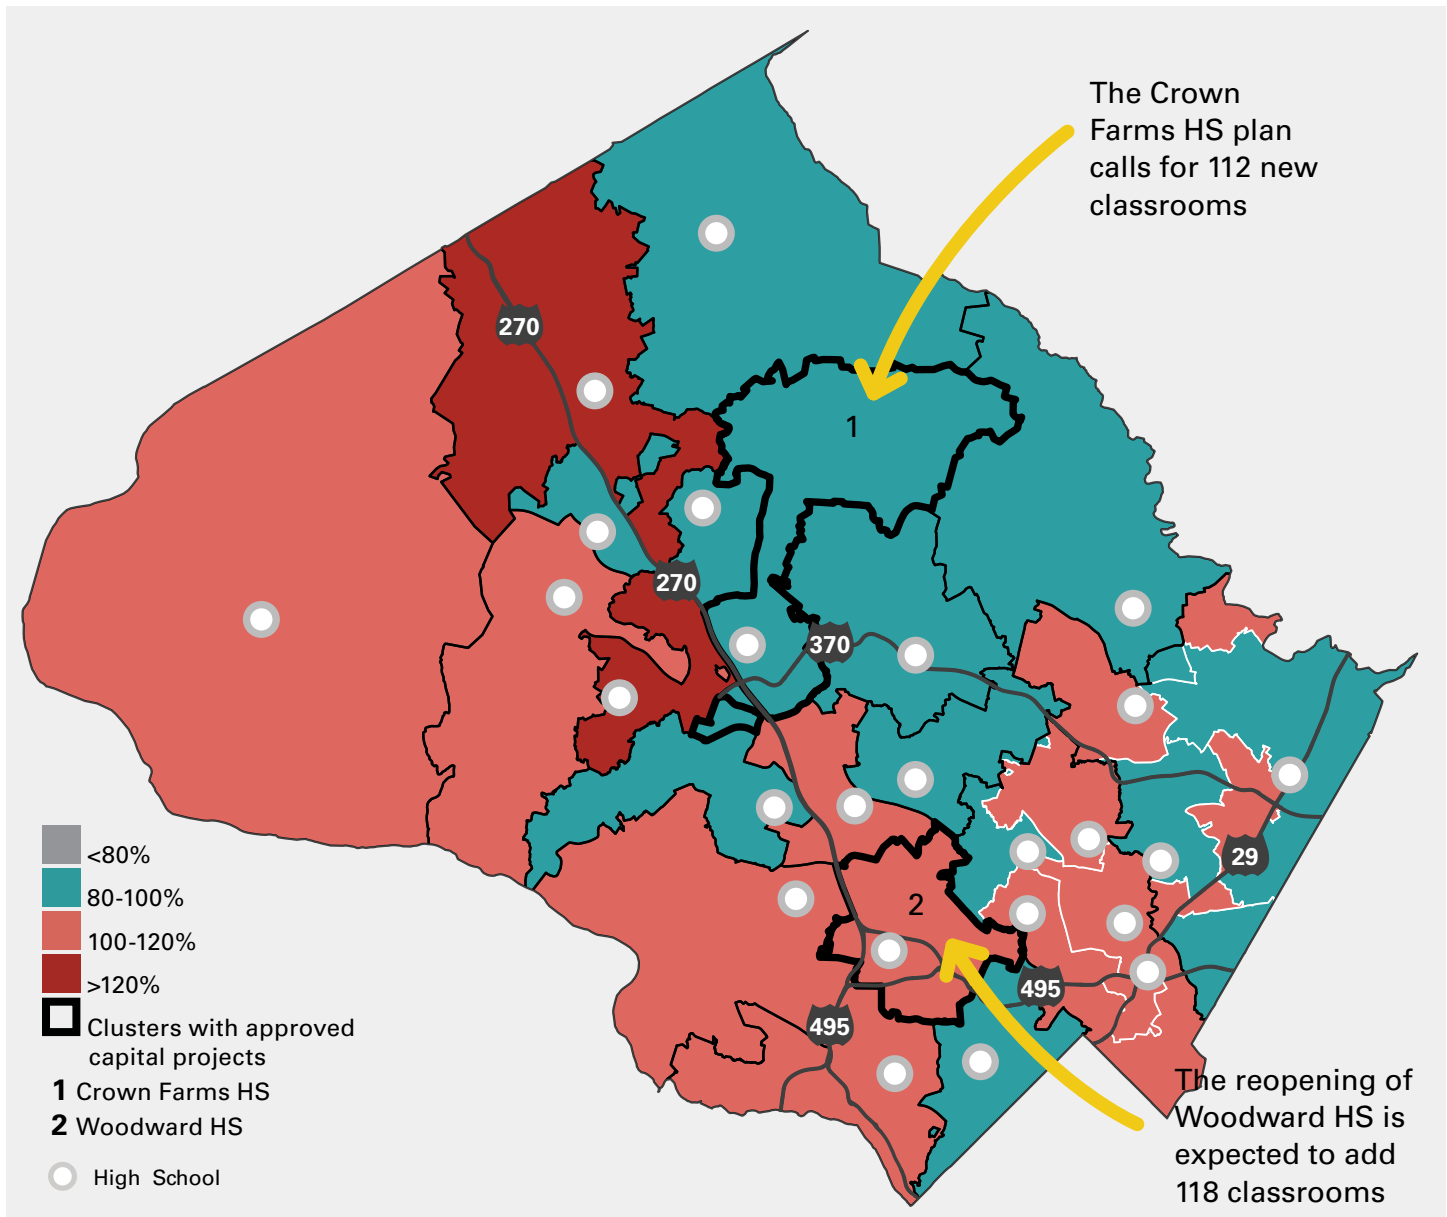 The Crown
Farms HS plan
calls for 112 new
classrooms
270
1
270
370
29
2
495
495
<80%
80-100%
100-120%
>120%
Clusters with approved
capital projects
1 Crown Farms HS
2 Woodward HS
High School
The reopening of
Woodward HS is
expected to add
118 classrooms